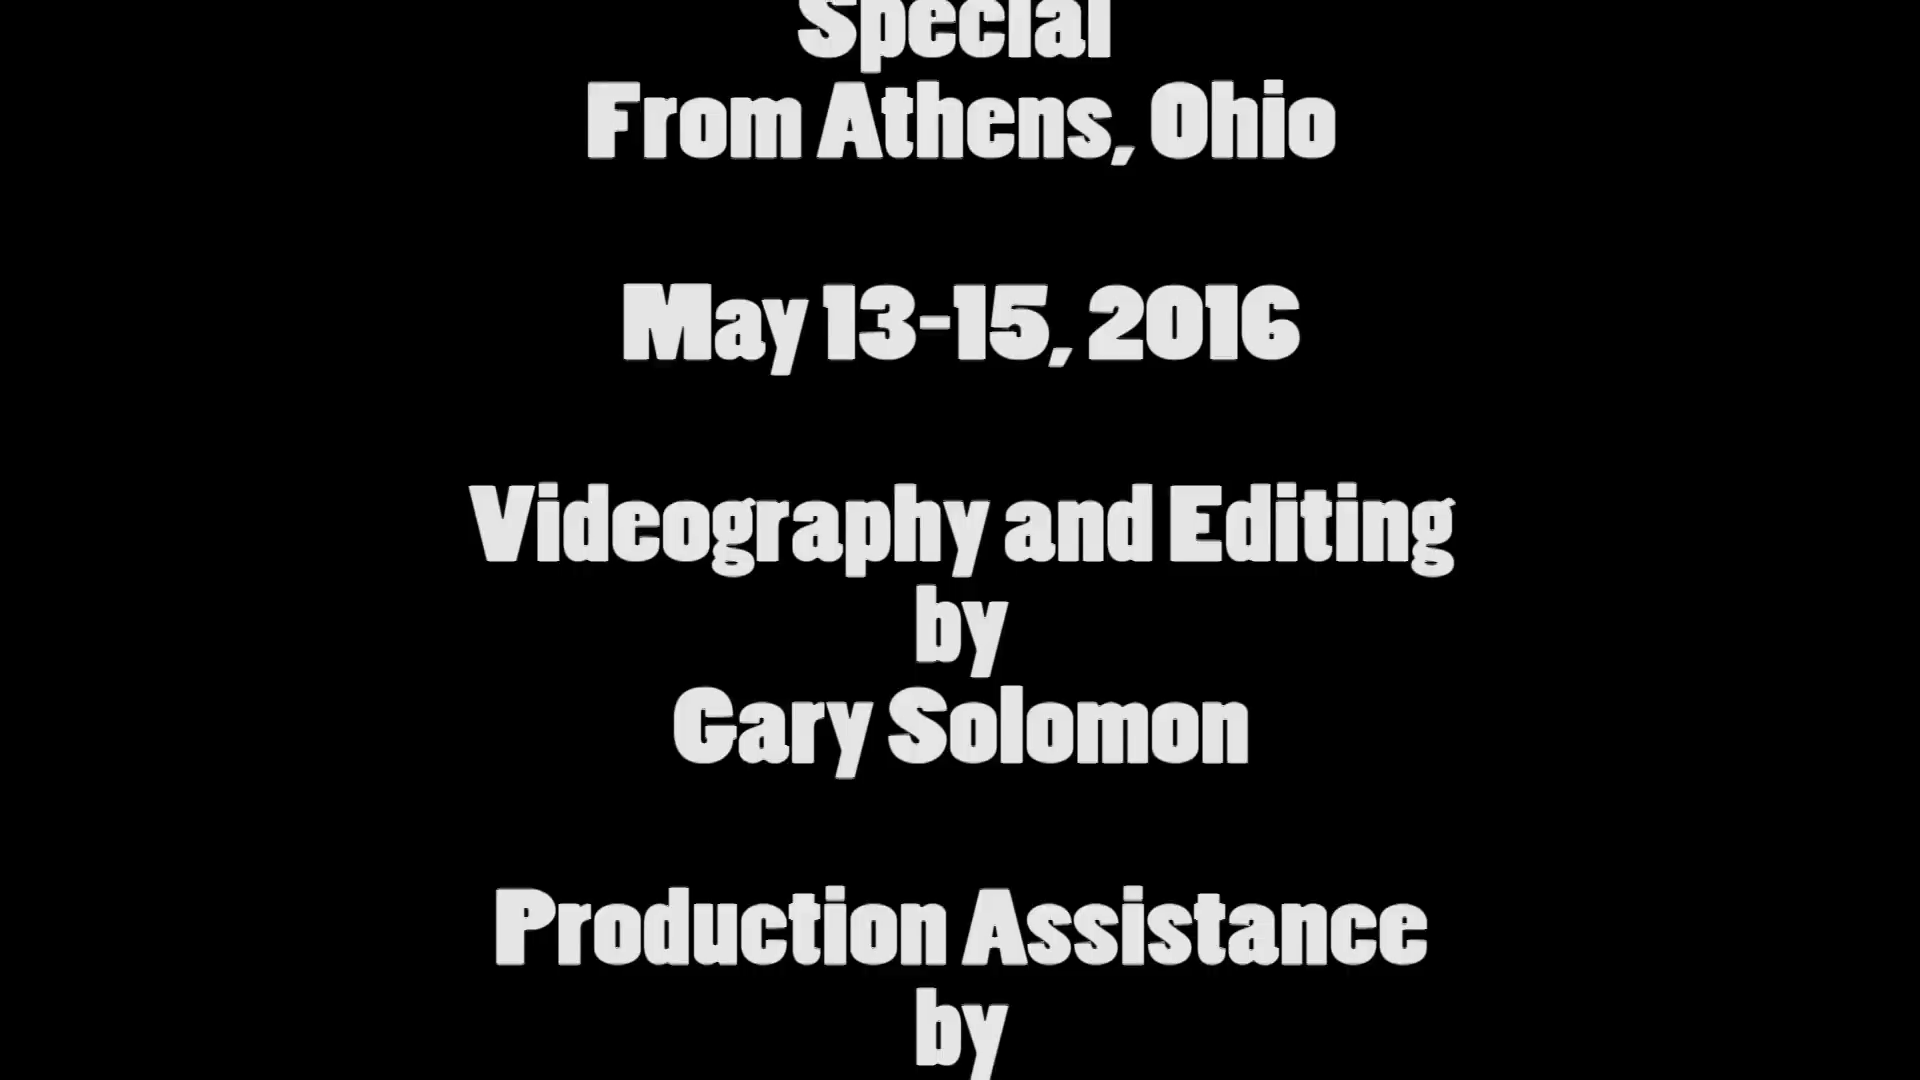 Special
From Athens, Ohio
May 13-15, 2016
Videography and Editing
by
Gary Solomon
Production Assistance
by